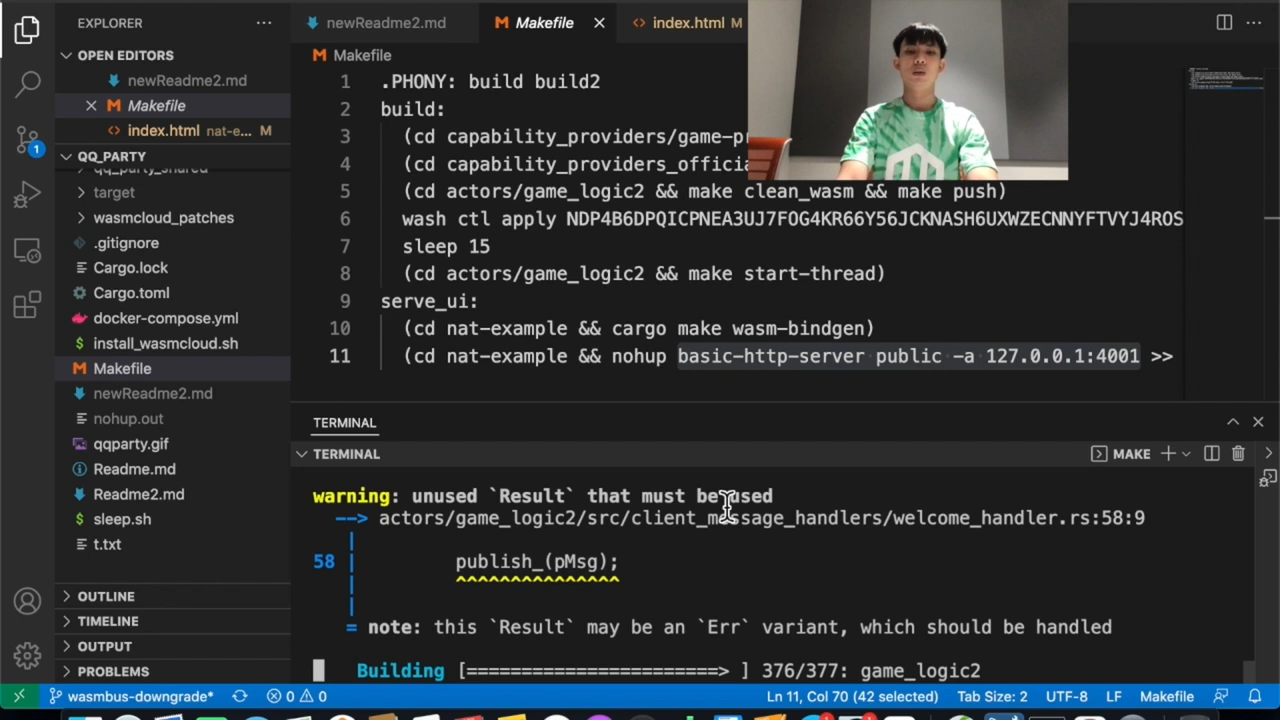 EXPLORER
OPEN EDITORS
newReadme2.md
Makefile
index.html nat-e... M
QQ_PARTY
qq_party_shared
target
wasmcloud_patches
.gitignore
Cargo.lock
Cargo.toml
docker-compose.yml
install_wasmcloud.sh
Makefile
newReadme2.md
nohup.out
qqparty.gif
Readme.md
Readme2.md
sleep.sh
t.txt
OUTLINE
TIMELINE
OUTPUT
PROBLEMS
1
newReadme2.md
Makefile
index.html M
Makefile
1 .PHONY: build build2
2 build:
3 (cd capability_providers/game-p
4 (cd capability_providers_officia
5 (cd actors/game_logic2 && make clean_wasm && make push)
6 wash ctl apply NDP4B6DPQICPNEA3UJ7FOG4KR66Y56JCKNASH6UXWZECNNYFTVYJ4ROS
7 sleep 15
8 (cd actors/game_logic2 && make start-thread)
9 serve_ui:
10 (cd nat-example && cargo make wasm-bindgen)
11 (cd nat-example && nohup basic-http-server public -a 127.0.0.1:4001 >>
TERMINAL
TERMINAL
MAKE
warning: unused `Result` that must be used
--> actors/game_logic2/src/client_message_handlers/welcome_handler.rs:58:9
|
58 | publish_(pMsg);
| ^^^^^^^^^^^^^^^
|
= note: this `Result` may be an `Err` variant, which should be handled
Building [=======================> ] 376/377: game_logic2
wasmbus-downgrade* 0 0 Ln 11, Col 70 (42 selected) Tab Size: 2 UTF-8 LF Makefile